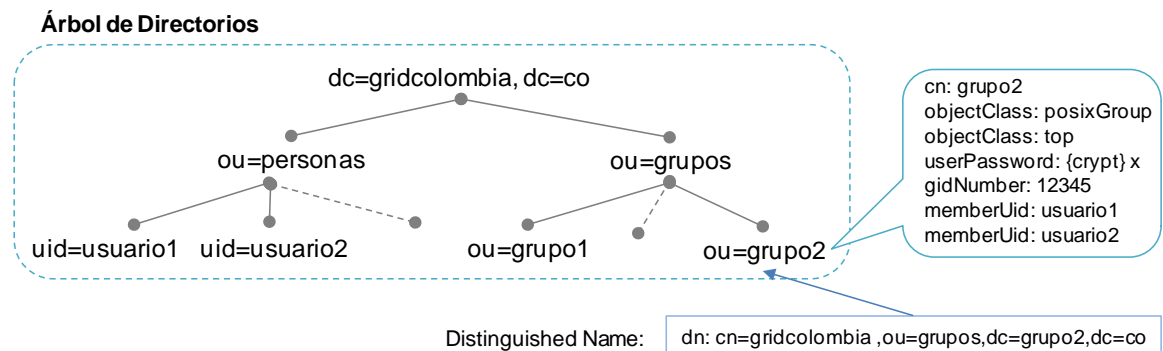 Árbol de Directorios
dc=gridcolombia, dc=co
ou=personas
ou=grupos
uid=usuario1
uid=usuario2
ou=grupo1
ou=grupo2
cn: grupo2
objectClass: posixGroup
objectClass: top
userPassword: {crypt} x
gidNumber: 12345
memberUid: usuario1
memberUid: usuario2
Distinguished Name:
dn: cn=gridcolombia ,ou=grupos,dc=grupo2,dc=co